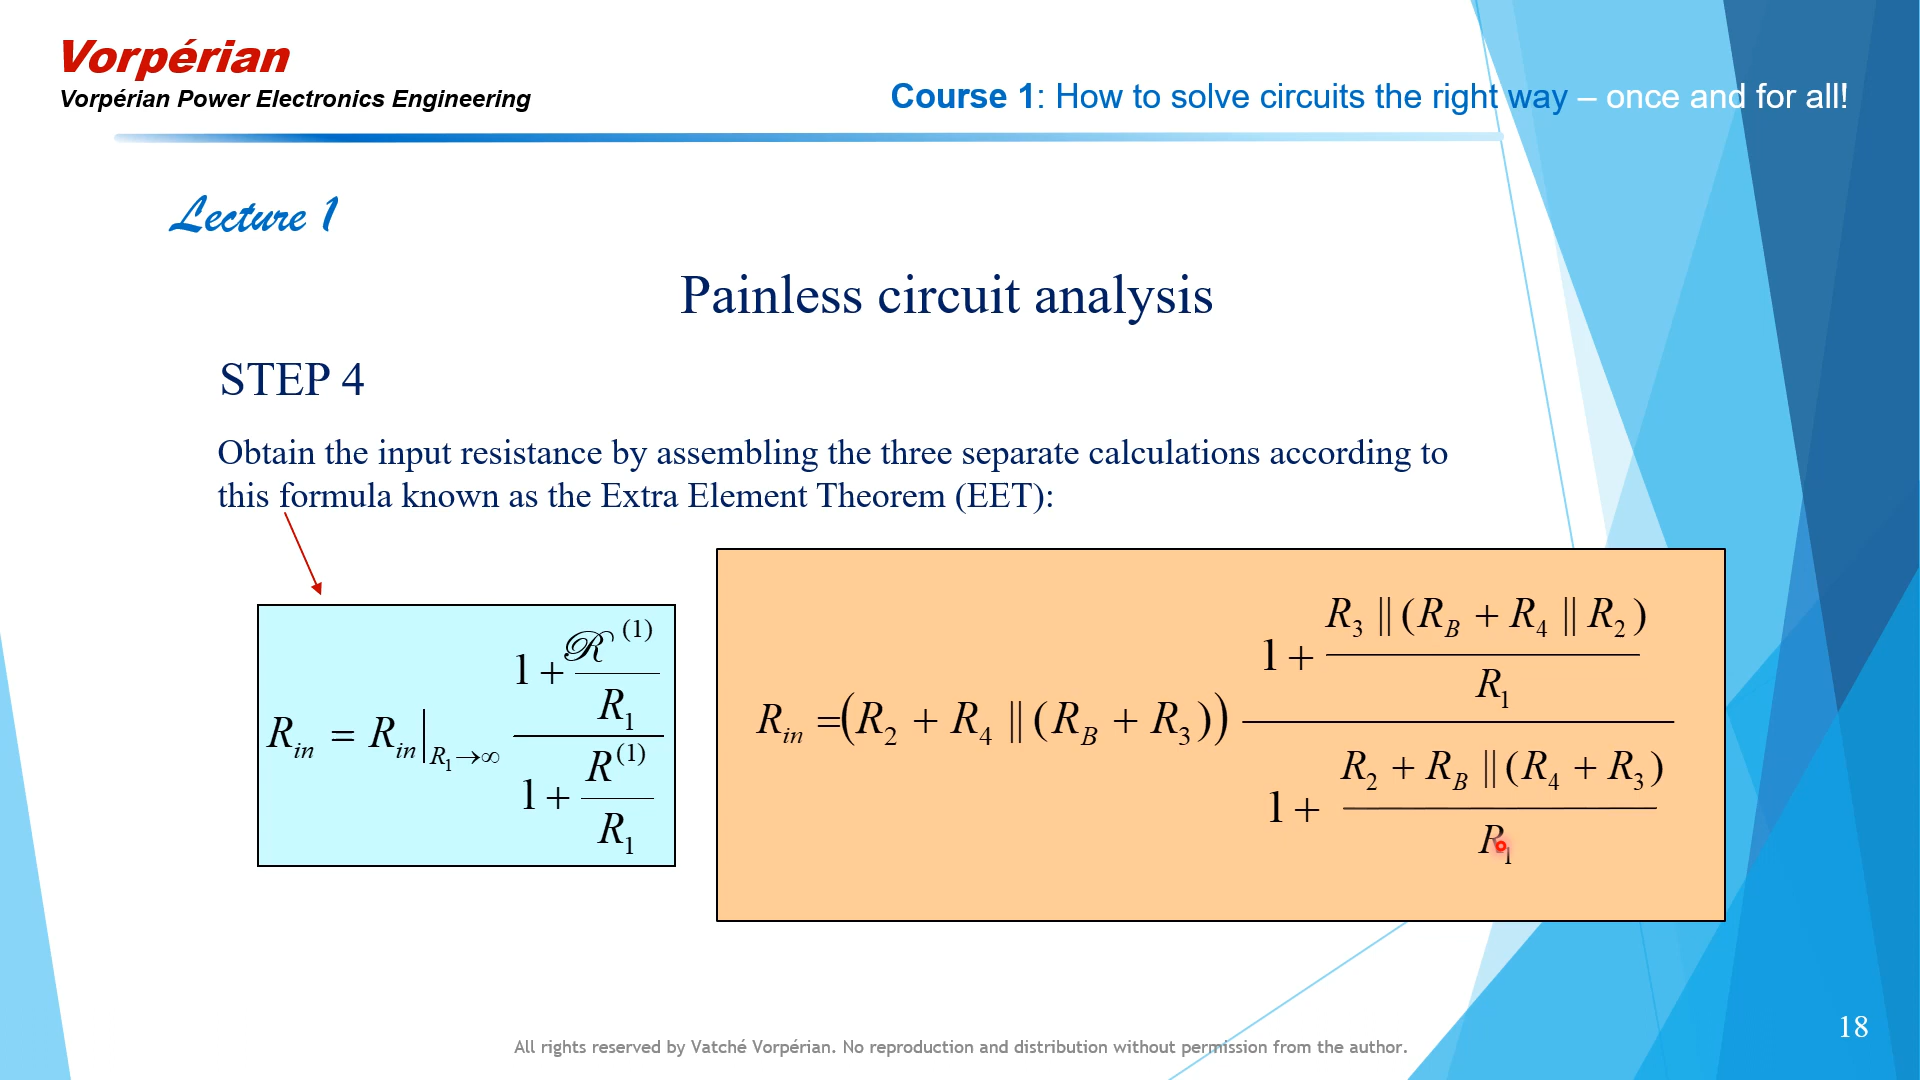 Vorpérian
Vorpérian Power Electronics Engineering
Course 1: How to solve circuits the right way – once and for all!
Lecture 1
Painless circuit analysis
STEP 4
Obtain the input resistance by assembling the three separate calculations according to
this formula known as the Extra Element Theorem (EET):
R_in = R_in|_{R_1→∞} (1 + ℛ^(1)/R_1) / (1 + R^(1)/R_1)
R_in = (R_2 + R_4 || (R_B + R_3)) (1 + R_3 || (R_B + R_4 || R_2)/R_1) / (1 + R_2 + R_B || (R_4 + R_3)/R_1)
18
All rights reserved by Vatché Vorpérian. No reproduction and distribution without permission from the author.